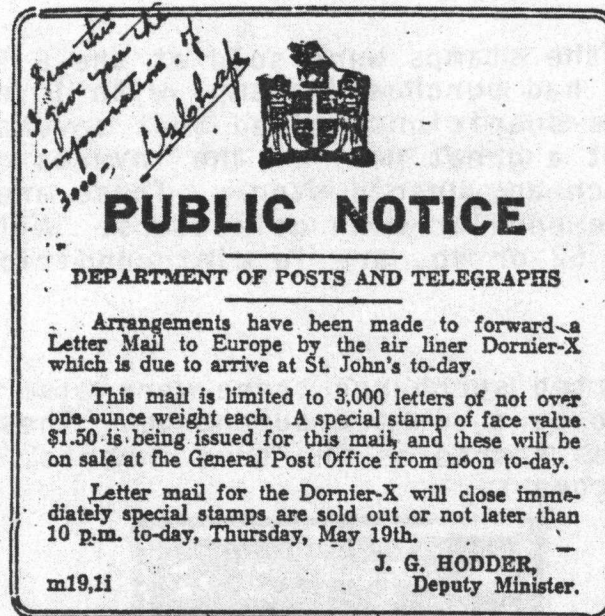 From this
I gave you the
3000—
PUBLIC NOTICE
DEPARTMENT OF POSTS AND TELEGRAPHS
Arrangements have been made to forward a
Letter Mail to Europe by the air liner Dornier-X
which is due to arrive at St. John's to-day.
This mail is limited to 3,000 letters of not over
one ounce weight each. A special stamp of face value
$1.50 is being issued for this mail, and these will be
on sale at the General Post Office from noon to-day.
Letter mail for the Dornier-X will close imme-
diately special stamps are sold out or not later than
10 p.m. to-day, Thursday, May 19th.
J. G. HODDER,
m19,1i Deputy Minister.